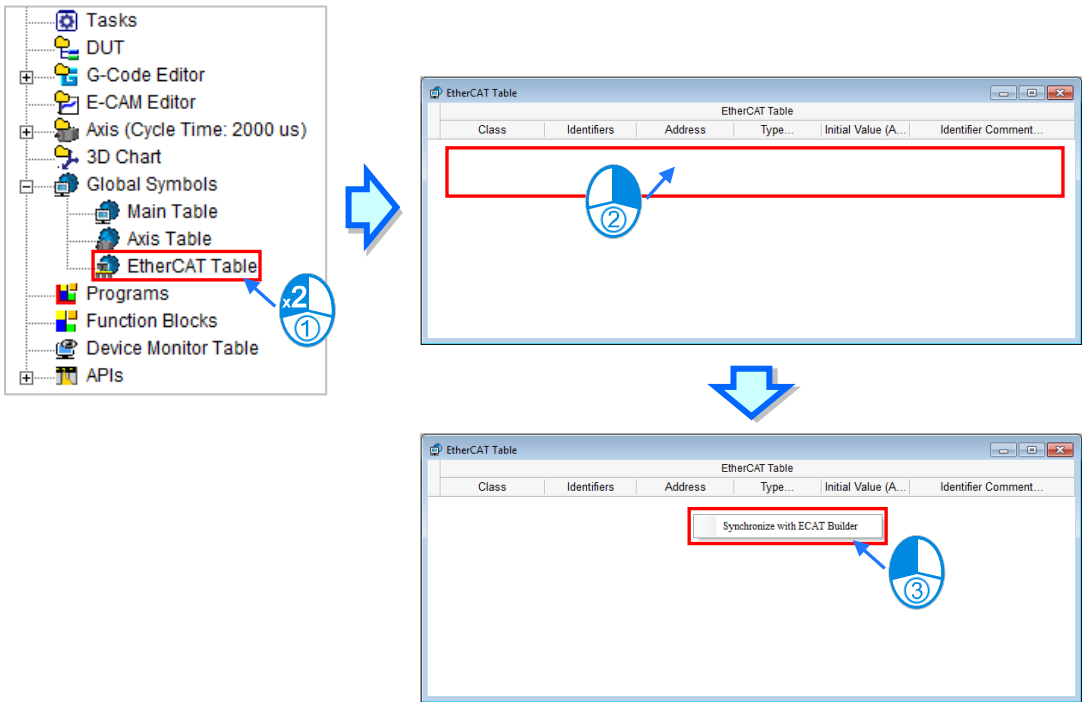 Tasks
DUT
G-Code Editor
E-CAM Editor
Axis (Cycle Time: 2000 us)
3D Chart
Global Symbols
Main Table
Axis Table
EtherCAT Table
Programs
Function Blocks
Device Monitor Table
APIs
x2
1
EtherCAT Table
EtherCAT Table
Class Identifiers Address Type... Initial Value (A... Identifier Comment...
2
EtherCAT Table
EtherCAT Table
Class Identifiers Address Type... Initial Value (A... Identifier Comment...
Synchronize with ECAT Builder
3